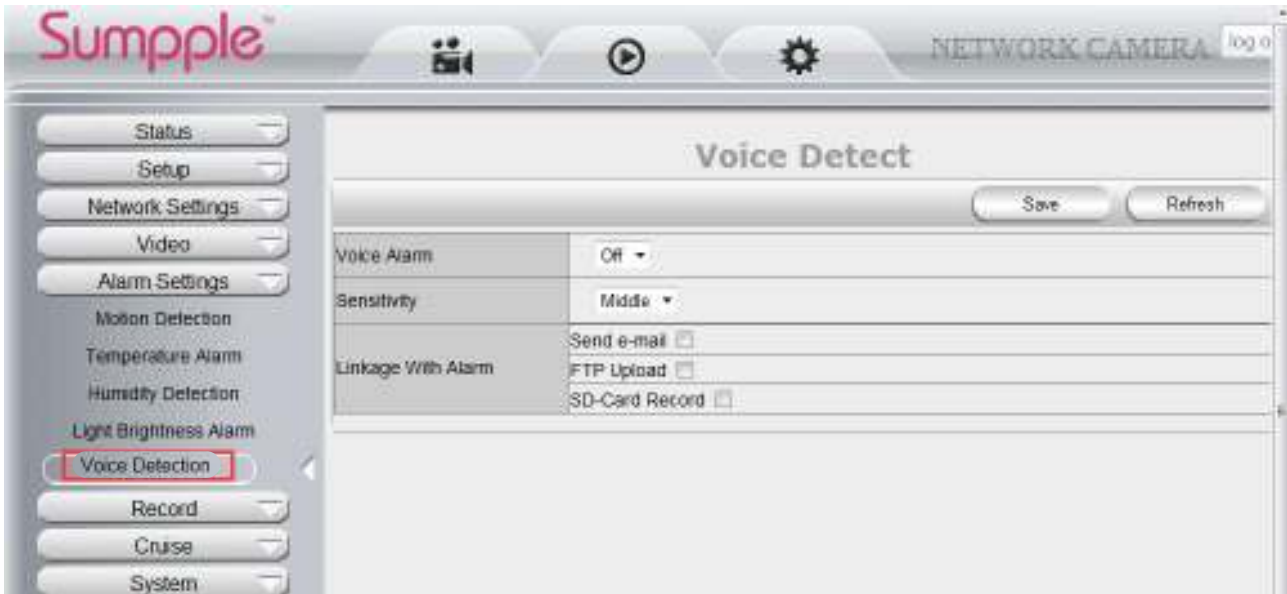 Sumpple™
NETWORK CAMERA
log o
Status
Setup
Network Settings
Video
Alarm Settings
Motion Detection
Temperature Alarm
Humidity Detection
Light Brightness Alarm
Voice Detection
Record
Cruise
System
Voice Detect
Save Refresh
Voice Alarm Off
Sensitivity Middle
Linkage With Alarm
Send e-mail
FTP Upload
SD-Card Record